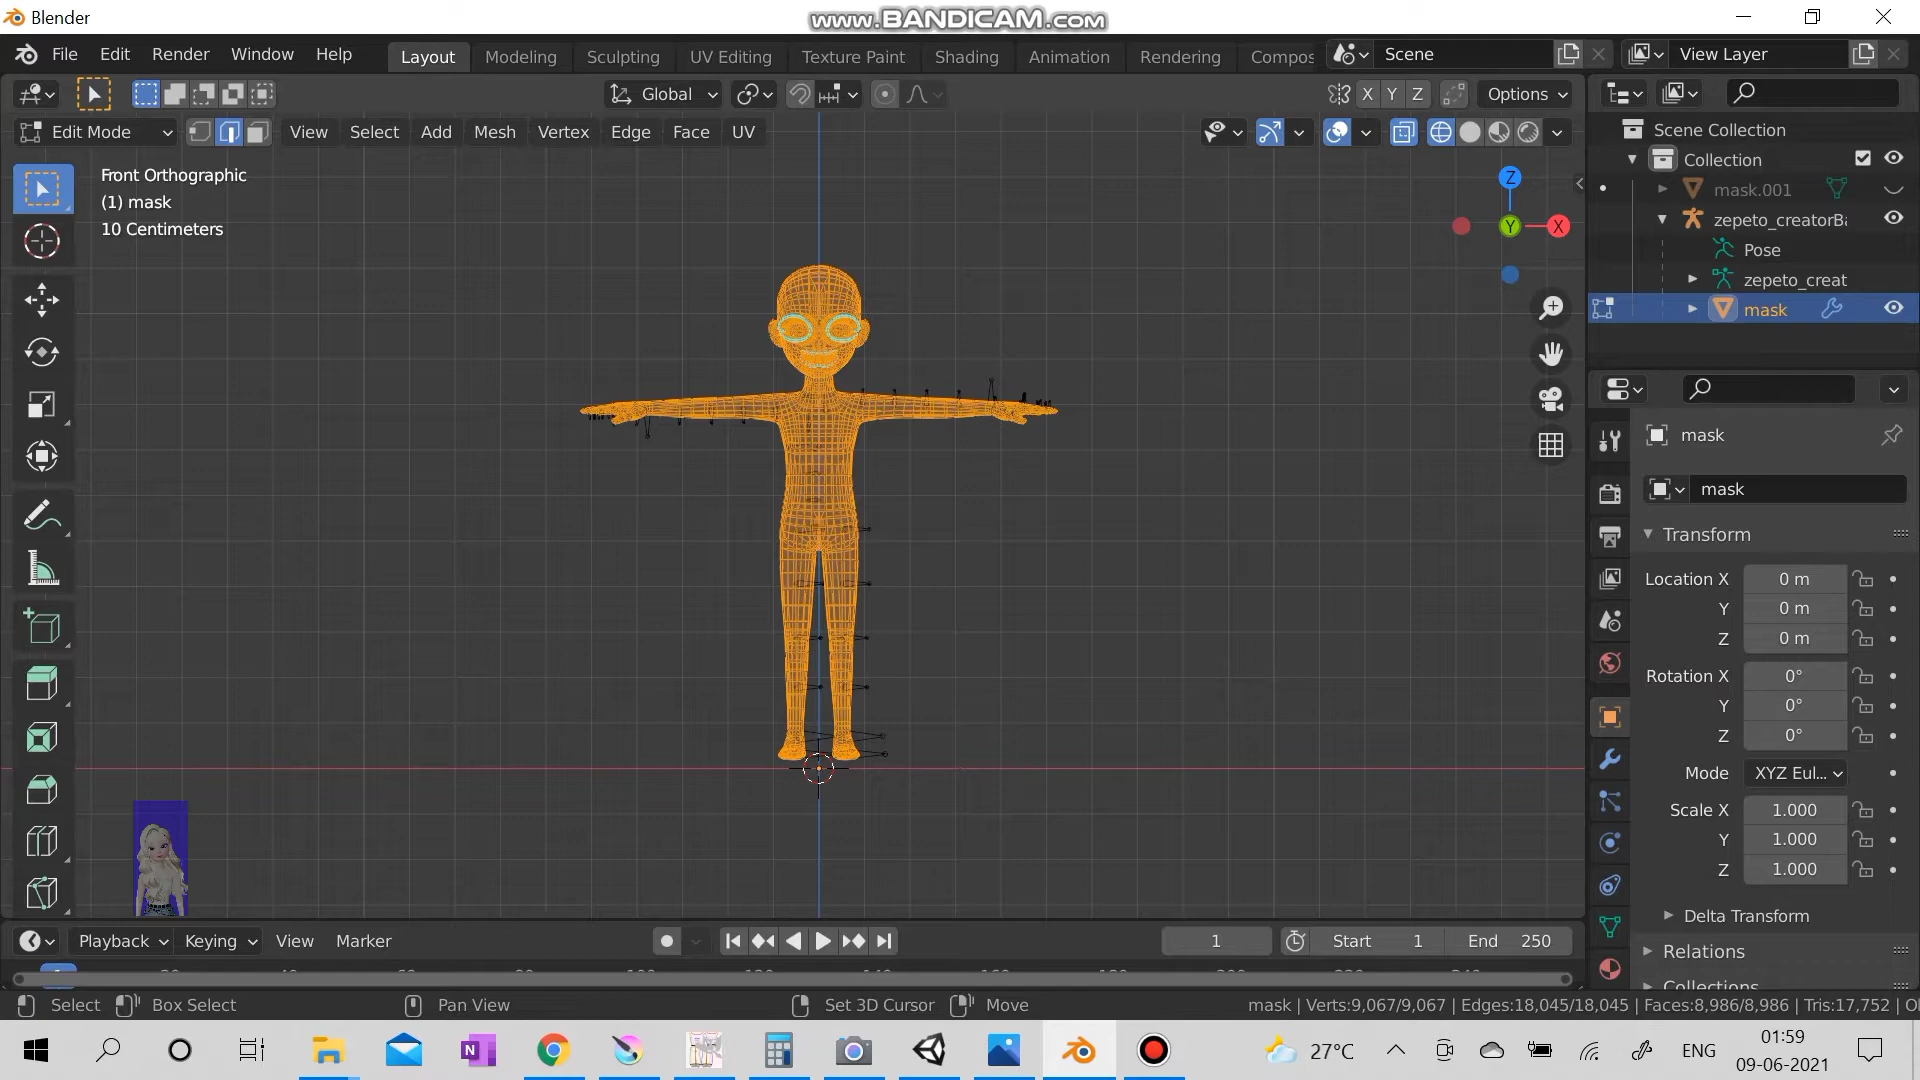 Blender
www.BANDICAM.com
File Edit Render Window Help Layout Modeling Sculpting UV Editing Texture Paint Shading Animation Rendering Compos Scene View Layer
Global X Y Z Options
Edit Mode View Select Add Mesh Vertex Edge Face UV Scene Collection
Front Orthographic
(1) mask
10 Centimeters
Z
Y
X
Collection
mask.001
zepeto_creatorBa
Pose
zepeto_creat
mask
mask
mask
Transform
Location X 0 m
Y 0 m
Z 0 m
Rotation X 0°
Y 0°
Z 0°
Mode XYZ Eul...
Scale X 1.000
Y 1.000
Z 1.000
Delta Transform
Relations
Collections
Playback Keying View Marker 1 Start 1 End 250
Select Box Select Pan View Set 3D Cursor Move mask | Verts:9,067/9,067 | Edges:18,045/18,045 | Faces:8,986/8,986 | Tris:17,752 |
27°C ENG
01:59
09-06-2021